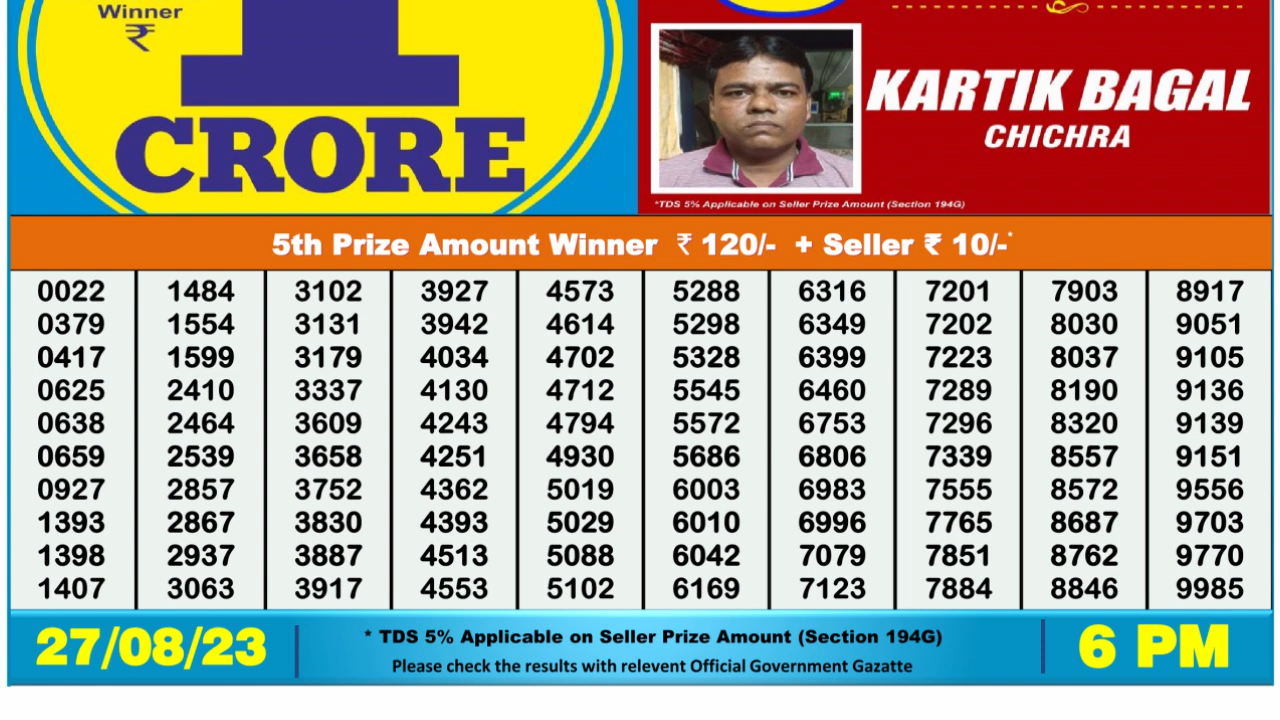 Winner
₹
1
CRORE
KARTIK BAGAL
CHICHRA
*TDS 5% Applicable on Seller Prize Amount (Section 194G)
5th Prize Amount Winner ₹ 120/- + Seller ₹ 10/-*
0022 1484 3102 3927 4573 5288 6316 7201 7903 8917
0379 1554 3131 3942 4614 5298 6349 7202 8030 9051
0417 1599 3179 4034 4702 5328 6399 7223 8037 9105
0625 2410 3337 4130 4712 5545 6460 7289 8190 9136
0638 2464 3609 4243 4794 5572 6753 7296 8320 9139
0659 2539 3658 4251 4930 5686 6806 7339 8557 9151
0927 2857 3752 4362 5019 6003 6983 7555 8572 9556
1393 2867 3830 4393 5029 6010 6996 7765 8687 9703
1398 2937 3887 4513 5088 6042 7079 7851 8762 9770
1407 3063 3917 4553 5102 6169 7123 7884 8846 9985
27/08/23
* TDS 5% Applicable on Seller Prize Amount (Section 194G)
Please check the results with relevent Official Government Gazatte
6 PM